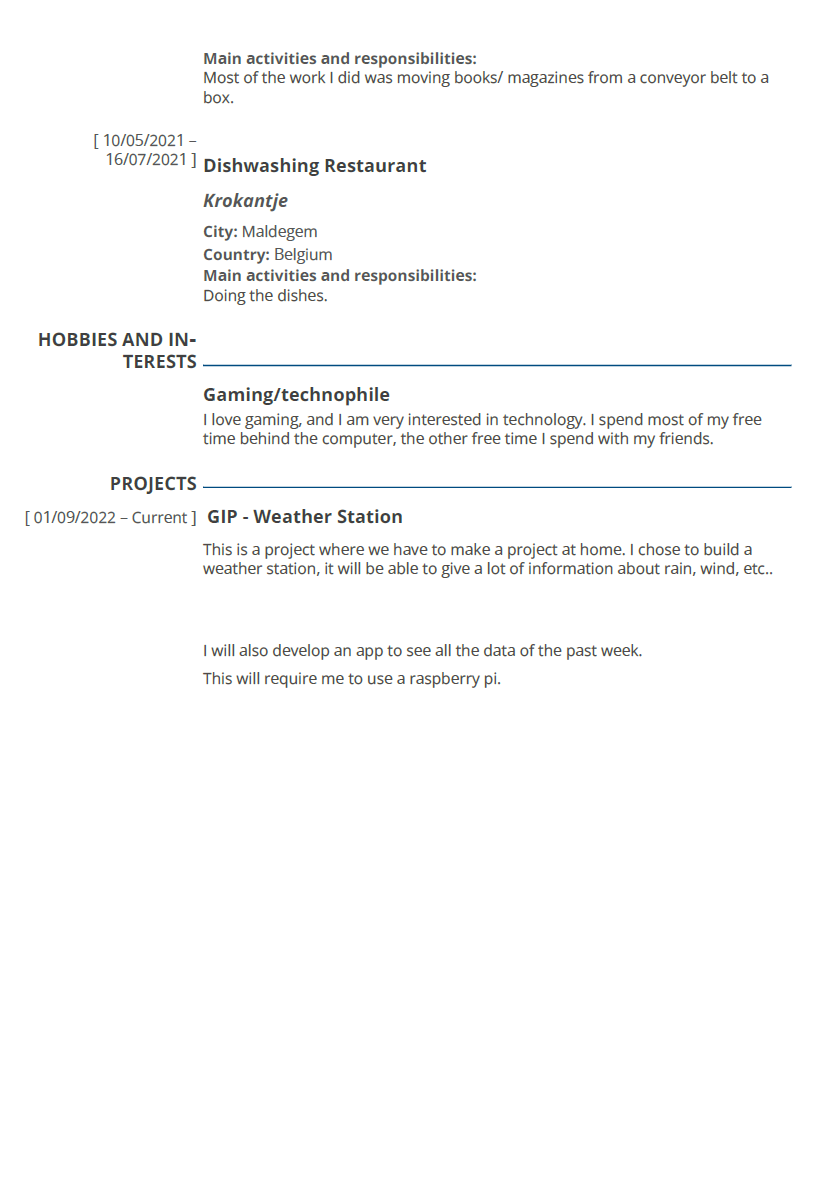 Main activities and responsibilities:
Most of the work I did was moving books/ magazines from a conveyor belt to a
box.
[ 10/05/2021 –
16/07/2021 ]
Dishwashing Restaurant
Krokantje
City: Maldegem
Country: Belgium
Main activities and responsibilities:
Doing the dishes.
HOBBIES AND IN-
TERESTS
Gaming/technophile
I love gaming, and I am very interested in technology. I spend most of my free
time behind the computer, the other free time I spend with my friends.
PROJECTS
[ 01/09/2022 – Current ] GIP - Weather Station
This is a project where we have to make a project at home. I chose to build a
weather station, it will be able to give a lot of information about rain, wind, etc..
I will also develop an app to see all the data of the past week.
This will require me to use a raspberry pi.